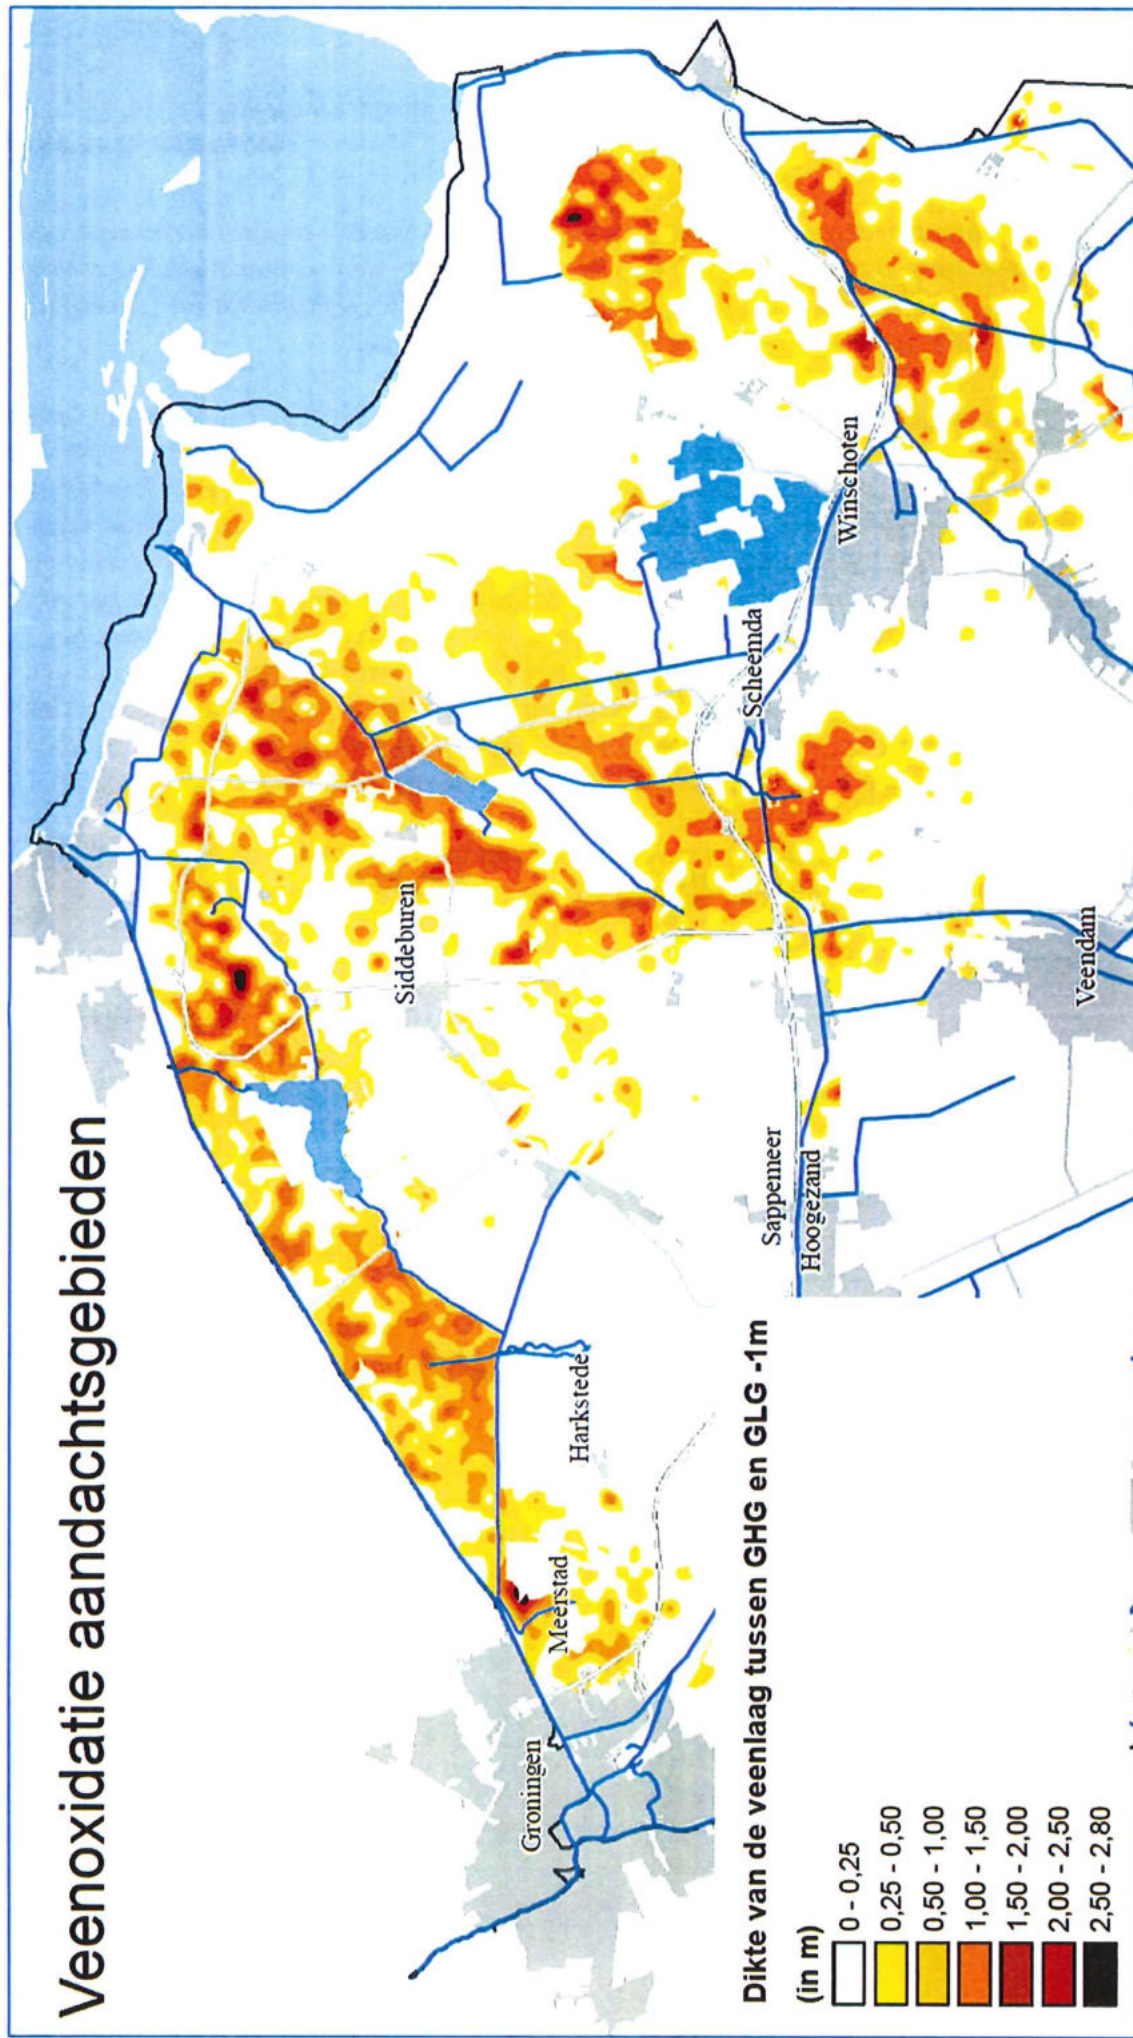 Veenoxidatie aandachtsgebieden
Groningen
Meerstad
Harkstede
Siddeburen
Sappemeer
Hoogezand
Scheemda
Winschoten
Veendam
Dikte van de veenlaag tussen GHG en GLG -1m
(in m)
0 - 0,25
0,25 - 0,50
0,50 - 1,00
1,00 - 1,50
1,50 - 2,00
2,00 - 2,50
2,50 - 2,80